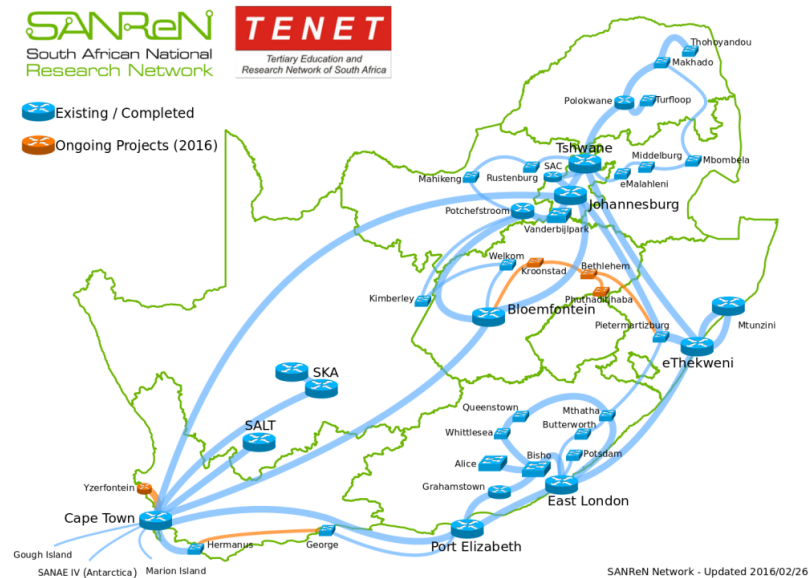 SANReN
South African National
Research Network
TENET
Tertiary Education and
Research Network of South Africa
Existing / Completed
Ongoing Projects (2016)
Thohoyandou
Makhado
Polokwane
Turfloop
Tshwane
SAC
Rustenburg
Mahikeng
Middelburg
Mbombela
eMalahleni
Johannesburg
Potchefstroom
Vanderbijlpark
Welkom
Kroonstad
Bethlehem
Phuthaditjhaba
Kimberley
Bloemfontein
Pietermartizburg
Mtunzini
eThekweni
SKA
SALT
Queenstown
Mthatha
Butterworth
Whittlesea
Alice
Bisho
Potsdam
Grahamstown
East London
Yzerfontein
Cape Town
Hermanus
George
Port Elizabeth
Gough Island
SANAE IV (Antarctica)
Marion Island
SANReN Network - Updated 2016/02/26